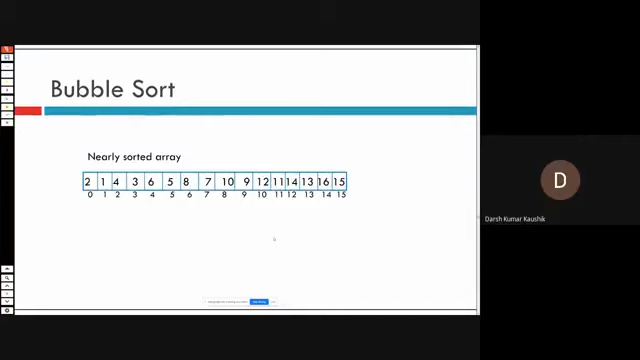 Bubble Sort
Nearly sorted array
2 1 4 3 6 5 8 7 10 9 12 11 14 13 16 15
0 1 2 3 4 5 6 7 8 9 10 11 12 13 14 15
D
Darsh Kumar Kaushik